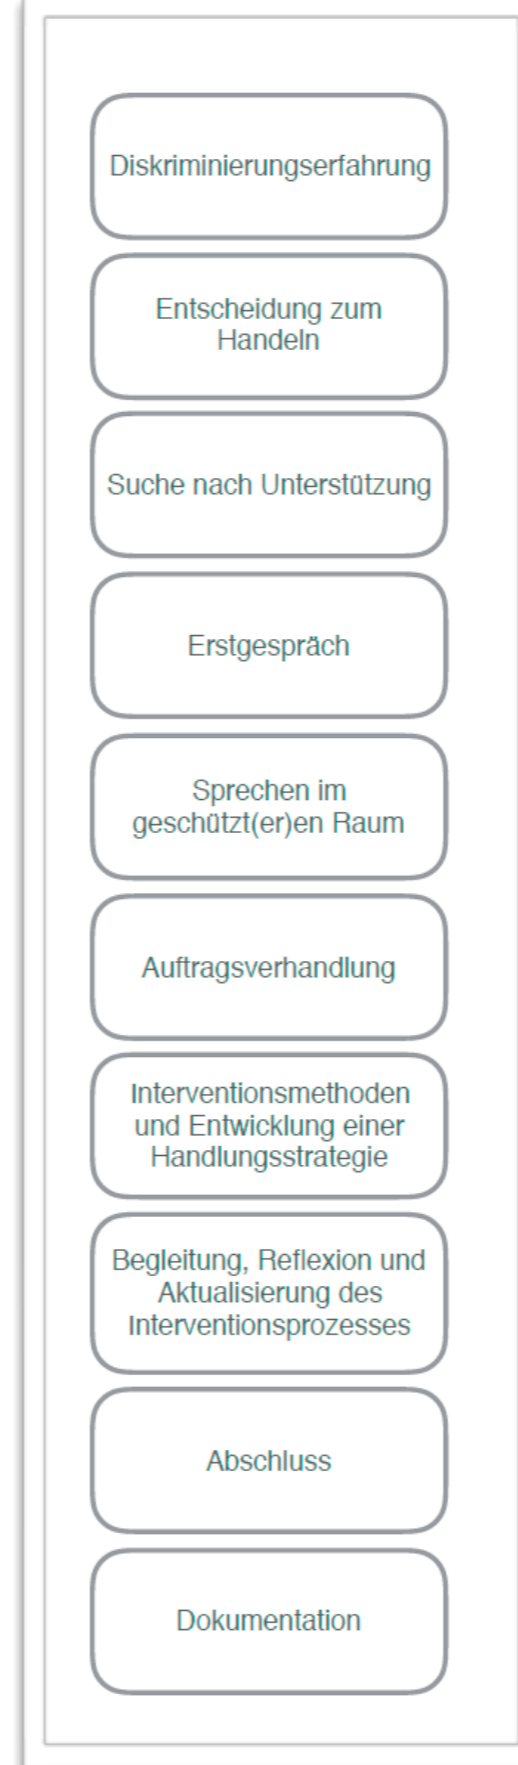 Diskriminierungserfahrung
Entscheidung zum
Handeln
Suche nach Unterstützung
Erstgespräch
Sprechen im
geschützt(er)en Raum
Auftragsverhandlung
Interventionsmethoden
und Entwicklung einer
Handlungsstrategie
Begleitung, Reflexion und
Aktualisierung des
Interventionsprozesses
Abschluss
Dokumentation